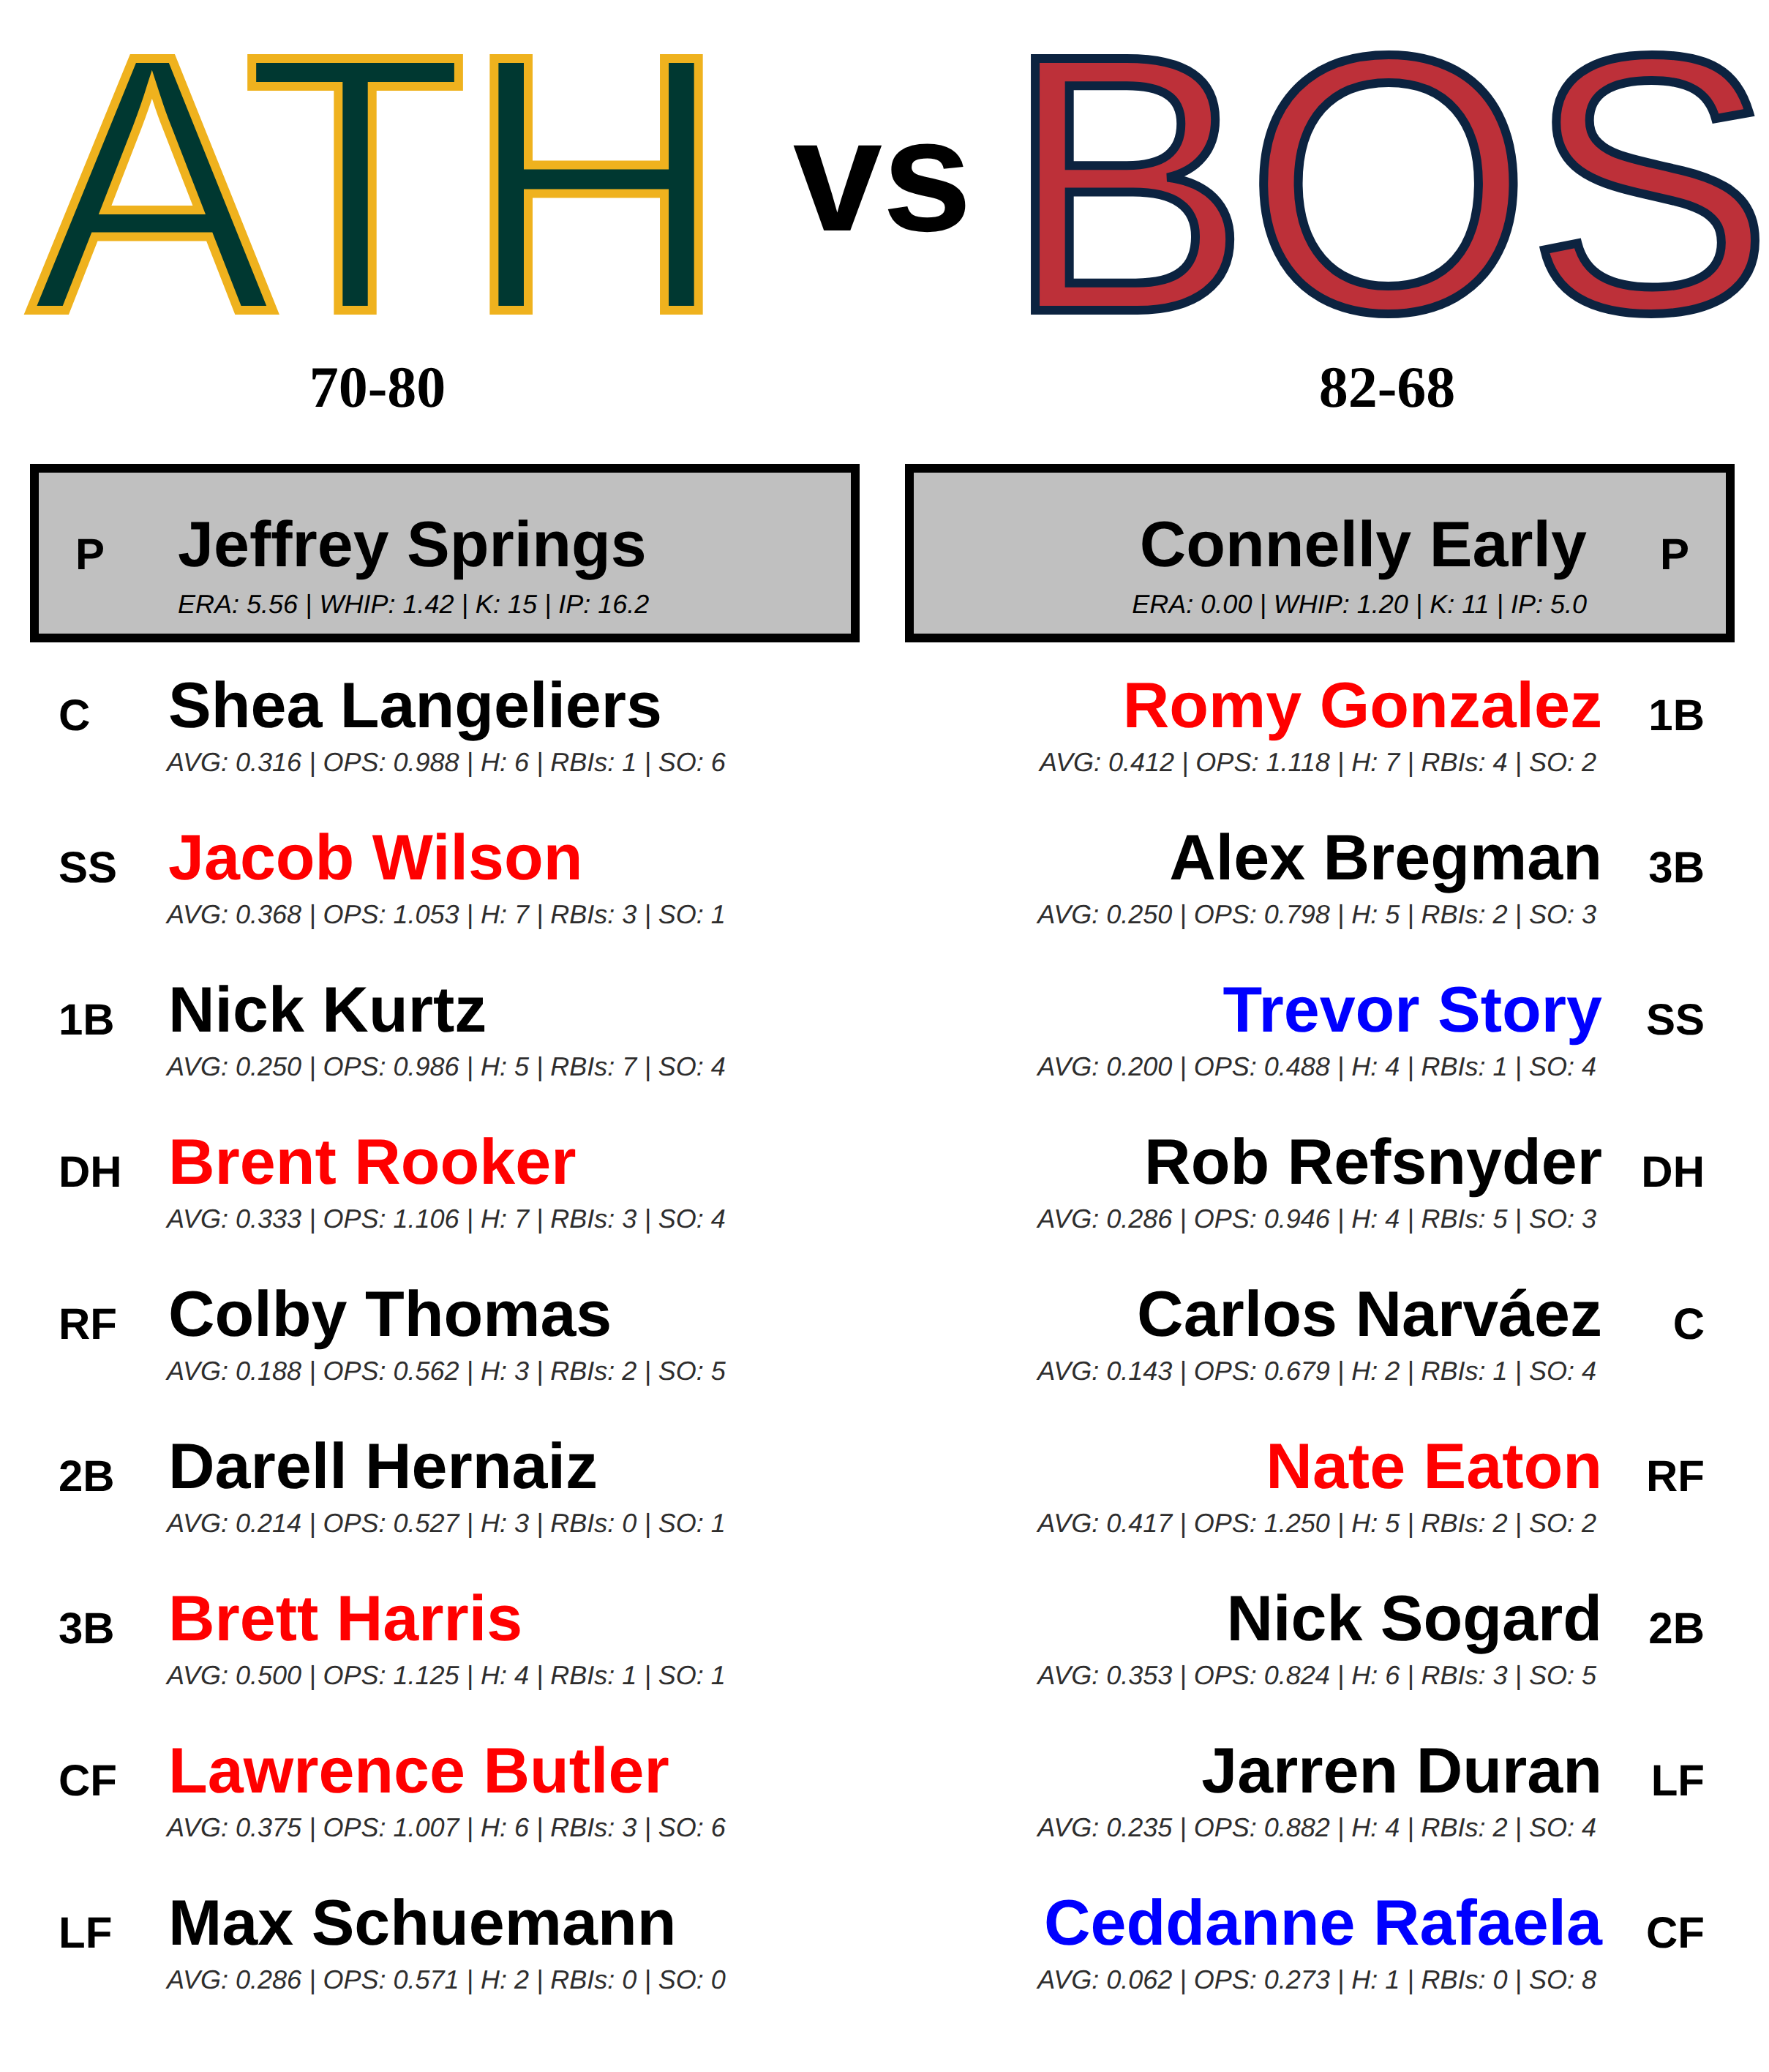 ATH vs BOS
70-80 82-68
P Jeffrey Springs Connelly Early P
ERA: 5.56 | WHIP: 1.42 | K: 15 | IP: 16.2 ERA: 0.00 | WHIP: 1.20 | K: 11 | IP: 5.0
C Shea Langeliers Romy Gonzalez 1B
AVG: 0.316 | OPS: 0.988 | H: 6 | RBIs: 1 | SO: 6 AVG: 0.412 | OPS: 1.118 | H: 7 | RBIs: 4 | SO: 2
SS Jacob Wilson Alex Bregman 3B
AVG: 0.368 | OPS: 1.053 | H: 7 | RBIs: 3 | SO: 1 AVG: 0.250 | OPS: 0.798 | H: 5 | RBIs: 2 | SO: 3
1B Nick Kurtz Trevor Story SS
AVG: 0.250 | OPS: 0.986 | H: 5 | RBIs: 7 | SO: 4 AVG: 0.200 | OPS: 0.488 | H: 4 | RBIs: 1 | SO: 4
DH Brent Rooker Rob Refsnyder DH
AVG: 0.333 | OPS: 1.106 | H: 7 | RBIs: 3 | SO: 4 AVG: 0.286 | OPS: 0.946 | H: 4 | RBIs: 5 | SO: 3
RF Colby Thomas Carlos Narváez C
AVG: 0.188 | OPS: 0.562 | H: 3 | RBIs: 2 | SO: 5 AVG: 0.143 | OPS: 0.679 | H: 2 | RBIs: 1 | SO: 4
2B Darell Hernaiz Nate Eaton RF
AVG: 0.214 | OPS: 0.527 | H: 3 | RBIs: 0 | SO: 1 AVG: 0.417 | OPS: 1.250 | H: 5 | RBIs: 2 | SO: 2
3B Brett Harris Nick Sogard 2B
AVG: 0.500 | OPS: 1.125 | H: 4 | RBIs: 1 | SO: 1 AVG: 0.353 | OPS: 0.824 | H: 6 | RBIs: 3 | SO: 5
CF Lawrence Butler Jarren Duran LF
AVG: 0.375 | OPS: 1.007 | H: 6 | RBIs: 3 | SO: 6 AVG: 0.235 | OPS: 0.882 | H: 4 | RBIs: 2 | SO: 4
LF Max Schuemann Ceddanne Rafaela CF
AVG: 0.286 | OPS: 0.571 | H: 2 | RBIs: 0 | SO: 0 AVG: 0.062 | OPS: 0.273 | H: 1 | RBIs: 0 | SO: 8